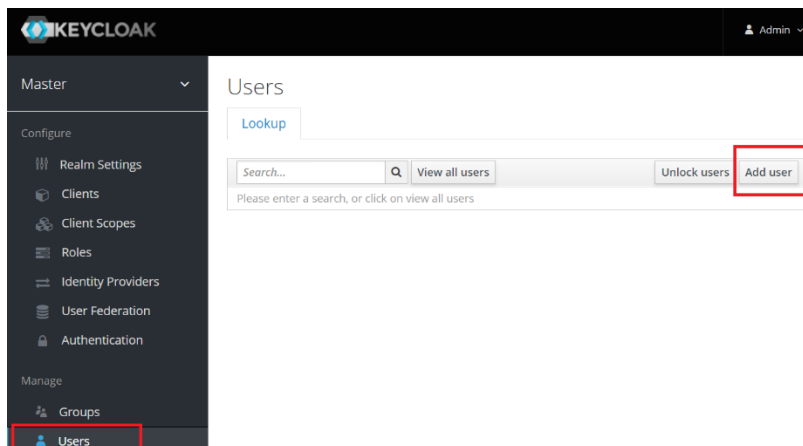 KEYCLOAK
Admin
Master
Users
Lookup
Configure
Realm Settings
Search...
View all users
Unlock users
Add user
Clients
Please enter a search, or click on view all users
Client Scopes
Roles
Identity Providers
User Federation
Authentication
Manage
Groups
Users